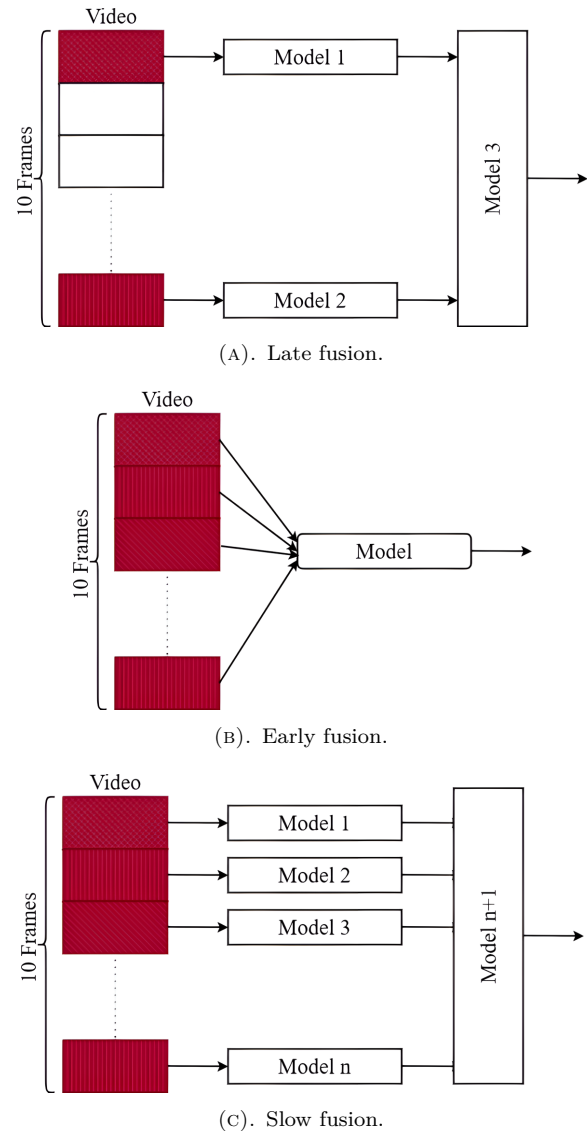 Video
10 Frames
Model 1
Model 2
Model 3
(A). Late fusion.
Video
10 Frames
Model
(B). Early fusion.
Video
10 Frames
Model 1
Model 2
Model 3
Model n
Model n+1
(C). Slow fusion.